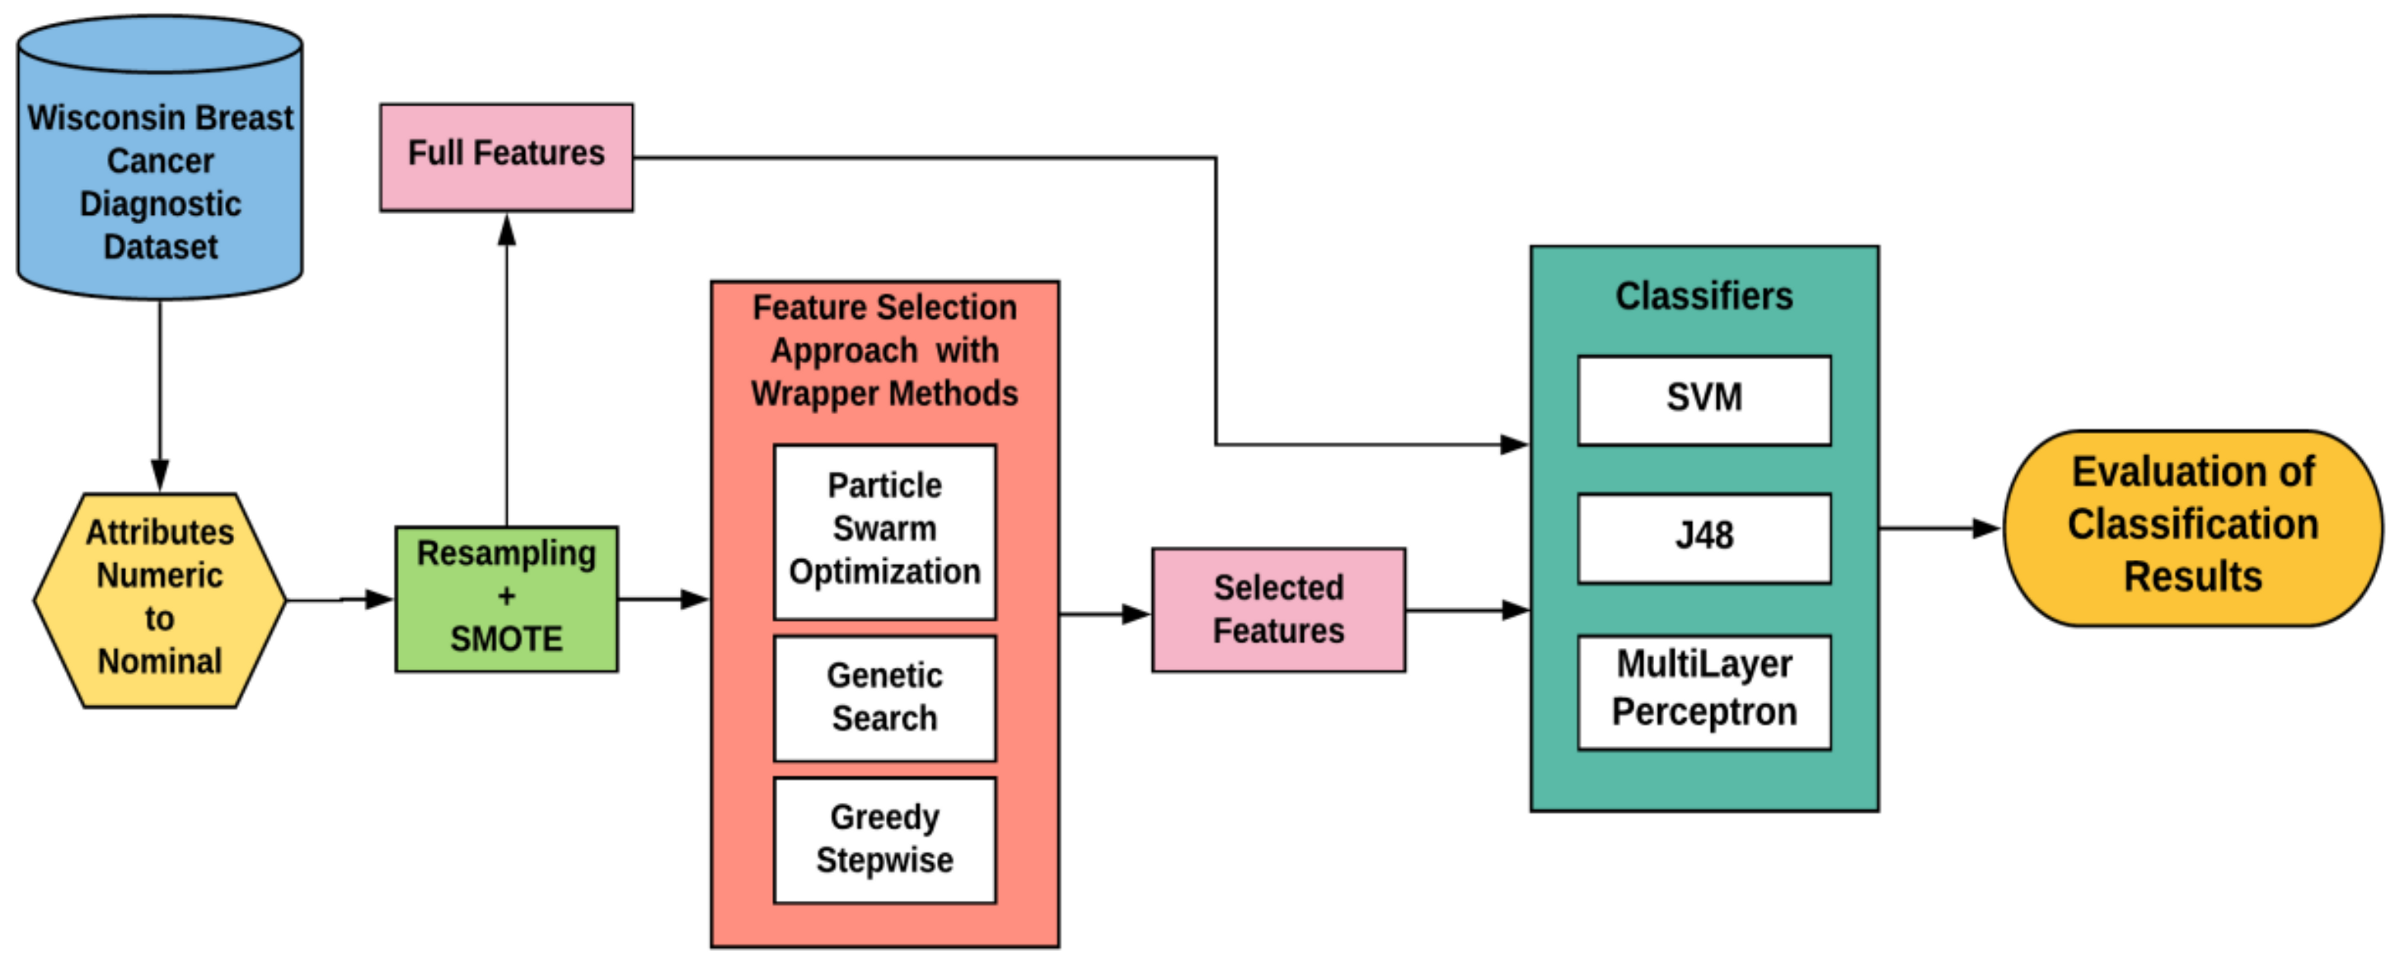 Wisconsin Breast
Cancer
Diagnostic
Dataset
Attributes
Numeric
to
Nominal
Resampling
+
SMOTE
Full Features
Feature Selection
Approach with
Wrapper Methods
Particle
Swarm
Optimization
Genetic
Search
Greedy
Stepwise
Selected
Features
Classifiers
SVM
J48
MultiLayer
Perceptron
Evaluation of
Classification
Results